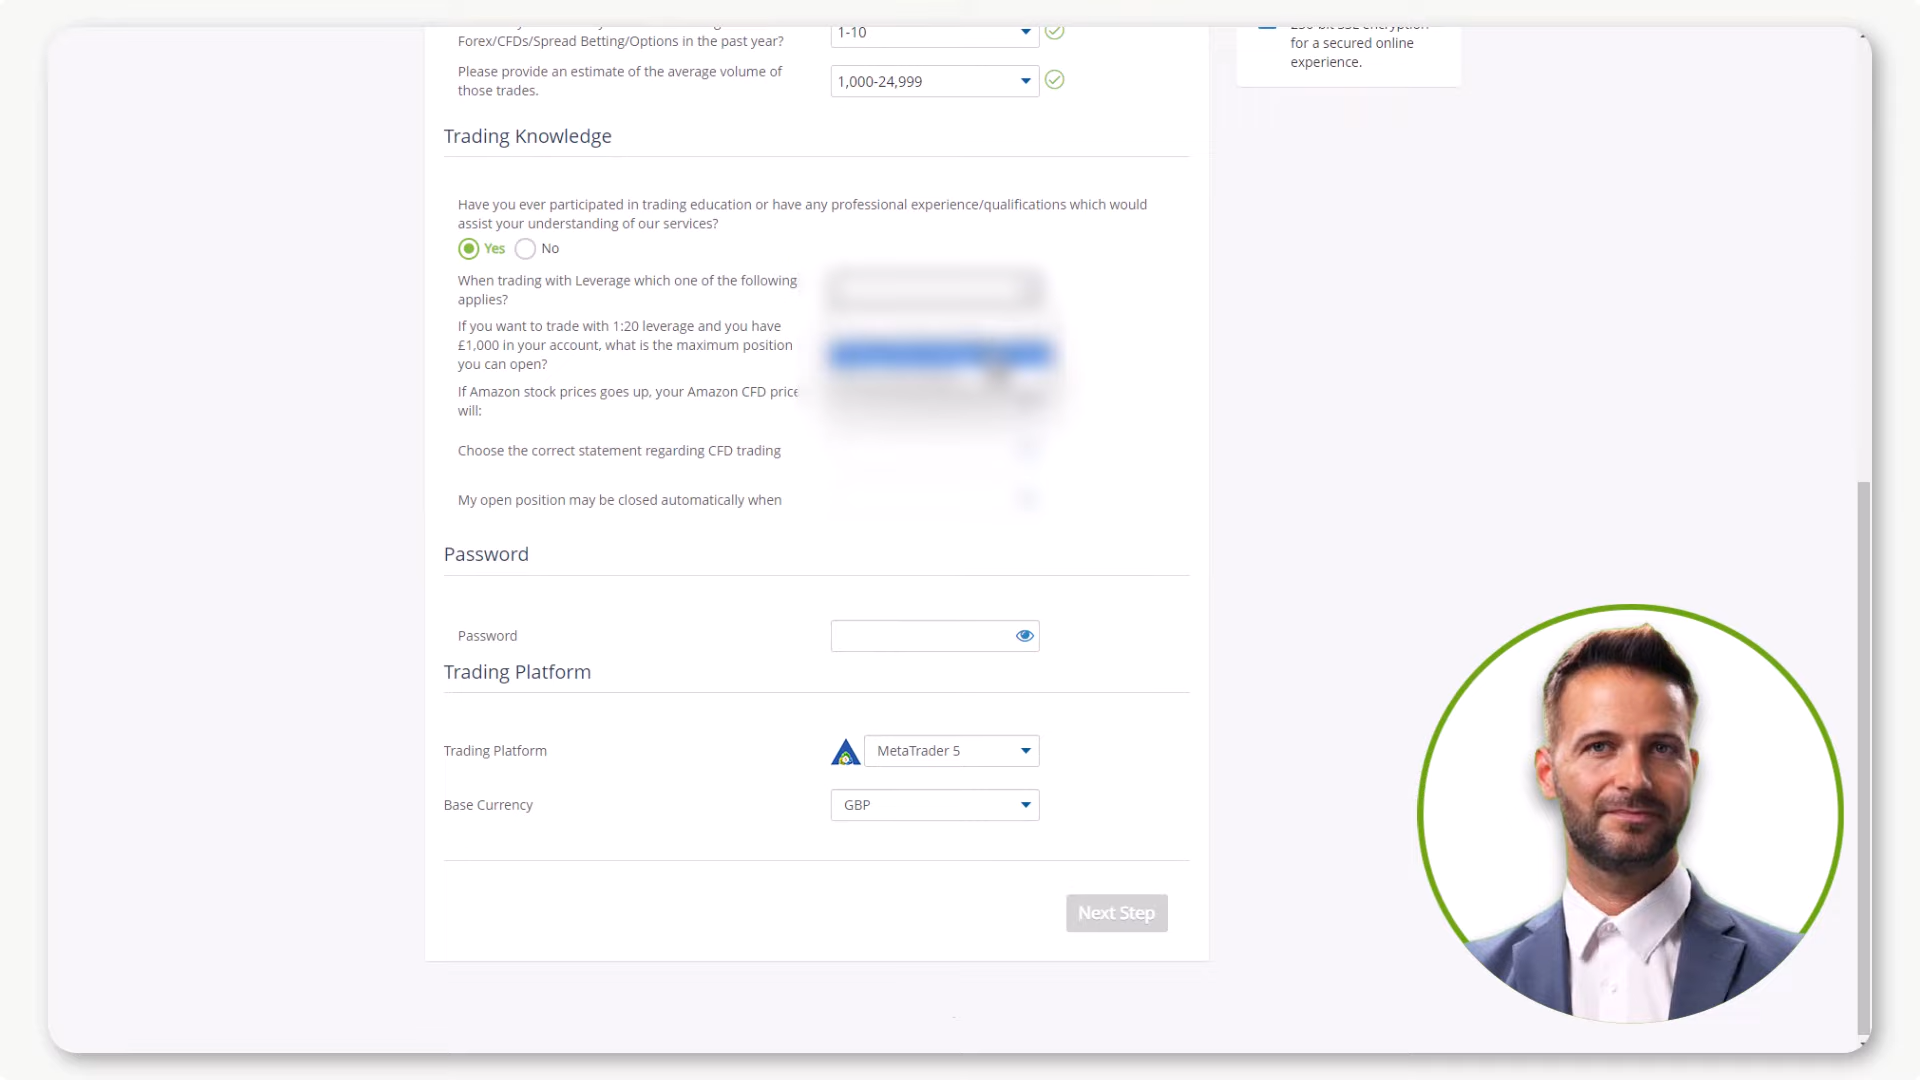 Forex/CFDs/Spread Betting/Options in the past year?
1-10
for a secured online
experience.
Please provide an estimate of the average volume of
those trades.
1,000-24,999
Trading Knowledge
Have you ever participated in trading education or have any professional experience/qualifications which would
assist your understanding of our services?
Yes No
When trading with Leverage which one of the following
applies?
If you want to trade with 1:20 leverage and you have
£1,000 in your account, what is the maximum position
you can open?
If Amazon stock prices goes up, your Amazon CFD price
will:
Choose the correct statement regarding CFD trading
My open position may be closed automatically when
Password
Password
Trading Platform
Trading Platform
MetaTrader 5
Base Currency
GBP
Next Step